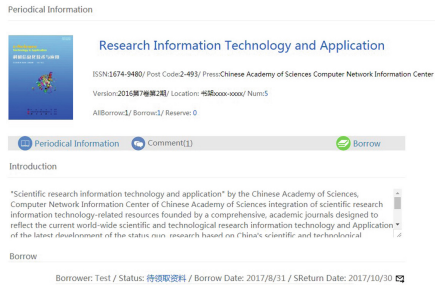 Periodical Information
Research Information Technology and Application
ISSN:1674-9480/ Post Code:2-493/ Press:Chinese Academy of Sciences Computer Network Information Center
Version:2016第7卷第2期/ Location: 书架xxxx-xxxx/ Num:5
AllBorrow:1/ Borrow:1/ Reserve: 0
Periodical Information
Comment(1)
Borrow
Introduction
"Scientific research information technology and application" by the Chinese Academy of Sciences,
Computer Network Information Center of Chinese Academy of Sciences integration of scientific research
information technology-related resources founded by a comprehensive, academic journals designed to
reflect the current world-wide scientific and technological research information technology and Application
of the latest development of the status quo, research based on China's scientific and technological
Borrow
Borrower: Test / Status: 待领取资料 / Borrow Date: 2017/8/31 / SReturn Date: 2017/10/30